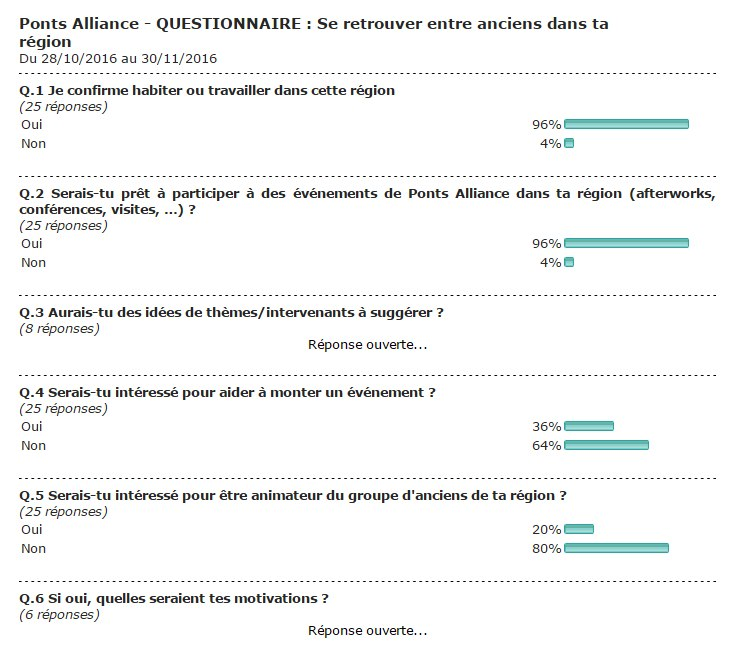 Ponts Alliance - QUESTIONNAIRE : Se retrouver entre anciens dans ta
région
Du 28/10/2016 au 30/11/2016
Q.1 Je confirme habiter ou travailler dans cette région
(25 réponses)
Oui 96%
Non 4%
Q.2 Serais-tu prêt à participer à des événements de Ponts Alliance dans ta région (afterworks,
conférences, visites, ...) ?
(25 réponses)
Oui 96%
Non 4%
Q.3 Aurais-tu des idées de thèmes/intervenants à suggérer ?
(8 réponses)
Réponse ouverte...
Q.4 Serais-tu intéressé pour aider à monter un événement ?
(25 réponses)
Oui 36%
Non 64%
Q.5 Serais-tu intéressé pour être animateur du groupe d'anciens de ta région ?
(25 réponses)
Oui 20%
Non 80%
Q.6 Si oui, quelles seraient tes motivations ?
(6 réponses)
Réponse ouverte...